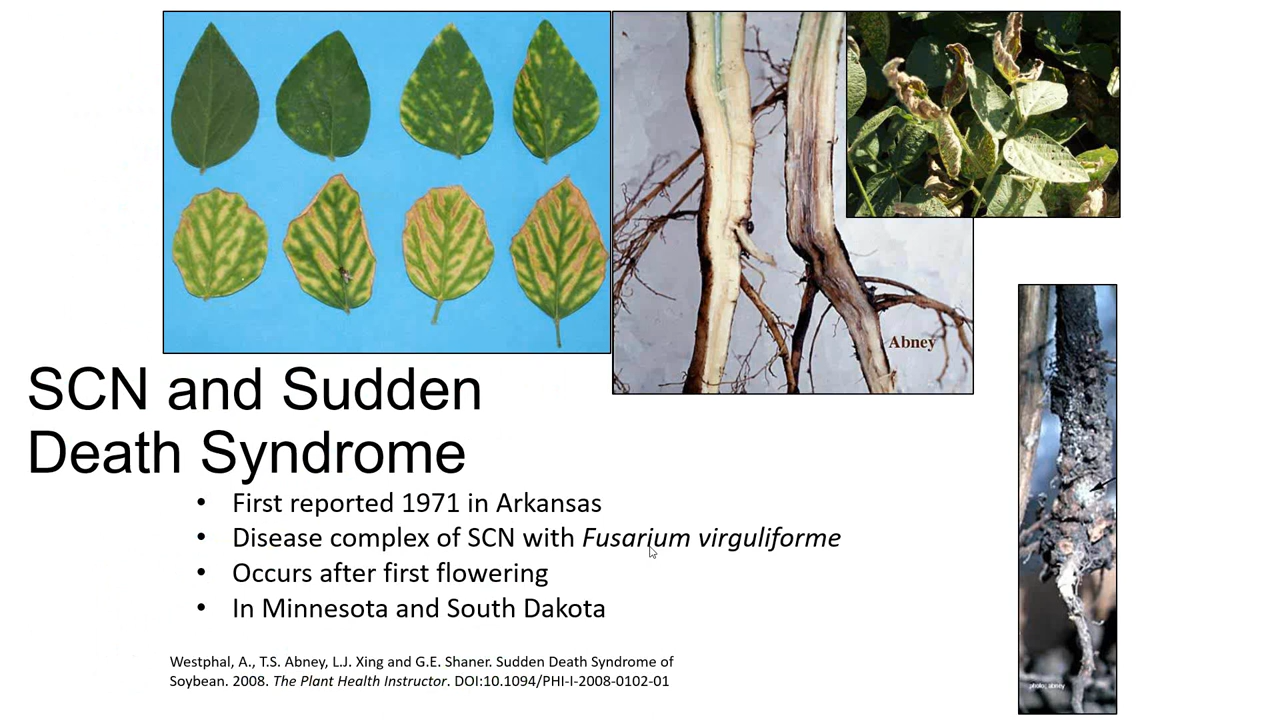 Abney
SCN and Sudden
Death Syndrome
• First reported 1971 in Arkansas
• Disease complex of SCN with Fusarium virguliforme
• Occurs after first flowering
• In Minnesota and South Dakota
Westphal, A., T.S. Abney, L.J. Xing and G.E. Shaner. Sudden Death Syndrome of
Soybean. 2008. The Plant Health Instructor. DOI:10.1094/PHI-I-2008-0102-01
photo: abney